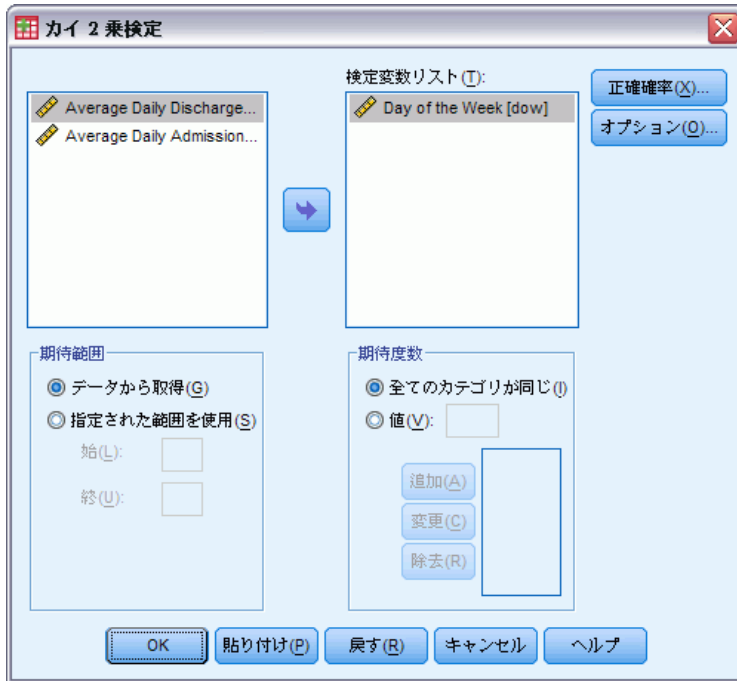 カイ 2 乗検定
検定変数リスト(T):
Average Daily Discharge...
Average Daily Admission...
Day of the Week [dow]
正確確率(X)...
オプション(O)...
期待範囲
データから取得(G)
指定された範囲を使用(S)
始(L):
終(U):
期待度数
全てのカテゴリが同じ(I)
値(V):
追加(A)
変更(C)
除去(R)
OK
貼り付け(P)
戻す(R)
キャンセル
ヘルプ